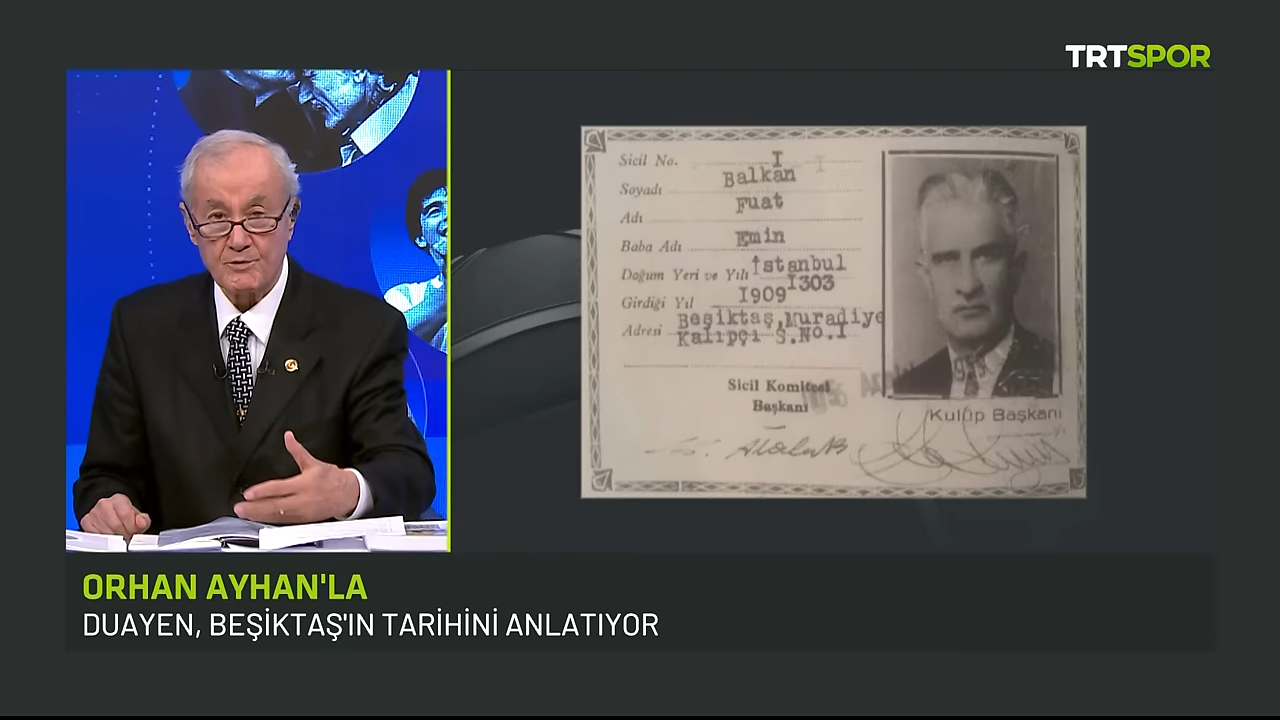 TRTSPOR
Sicil No. I
Soyadı Balkan
Adı Fuat
Baba Adı Emin
Doğum Yeri ve Yılı İstanbul 1303
Girdiği Yıl I909
Adresi Beşiktaş,Muradiye
Kalıpçı S.No.I
Sicil Komitesi
Başkanı
Kulüp Başkanı
ORHAN AYHAN'LA
DUAYEN, BEŞİKTAŞ'IN TARİHİNİ ANLATIYOR